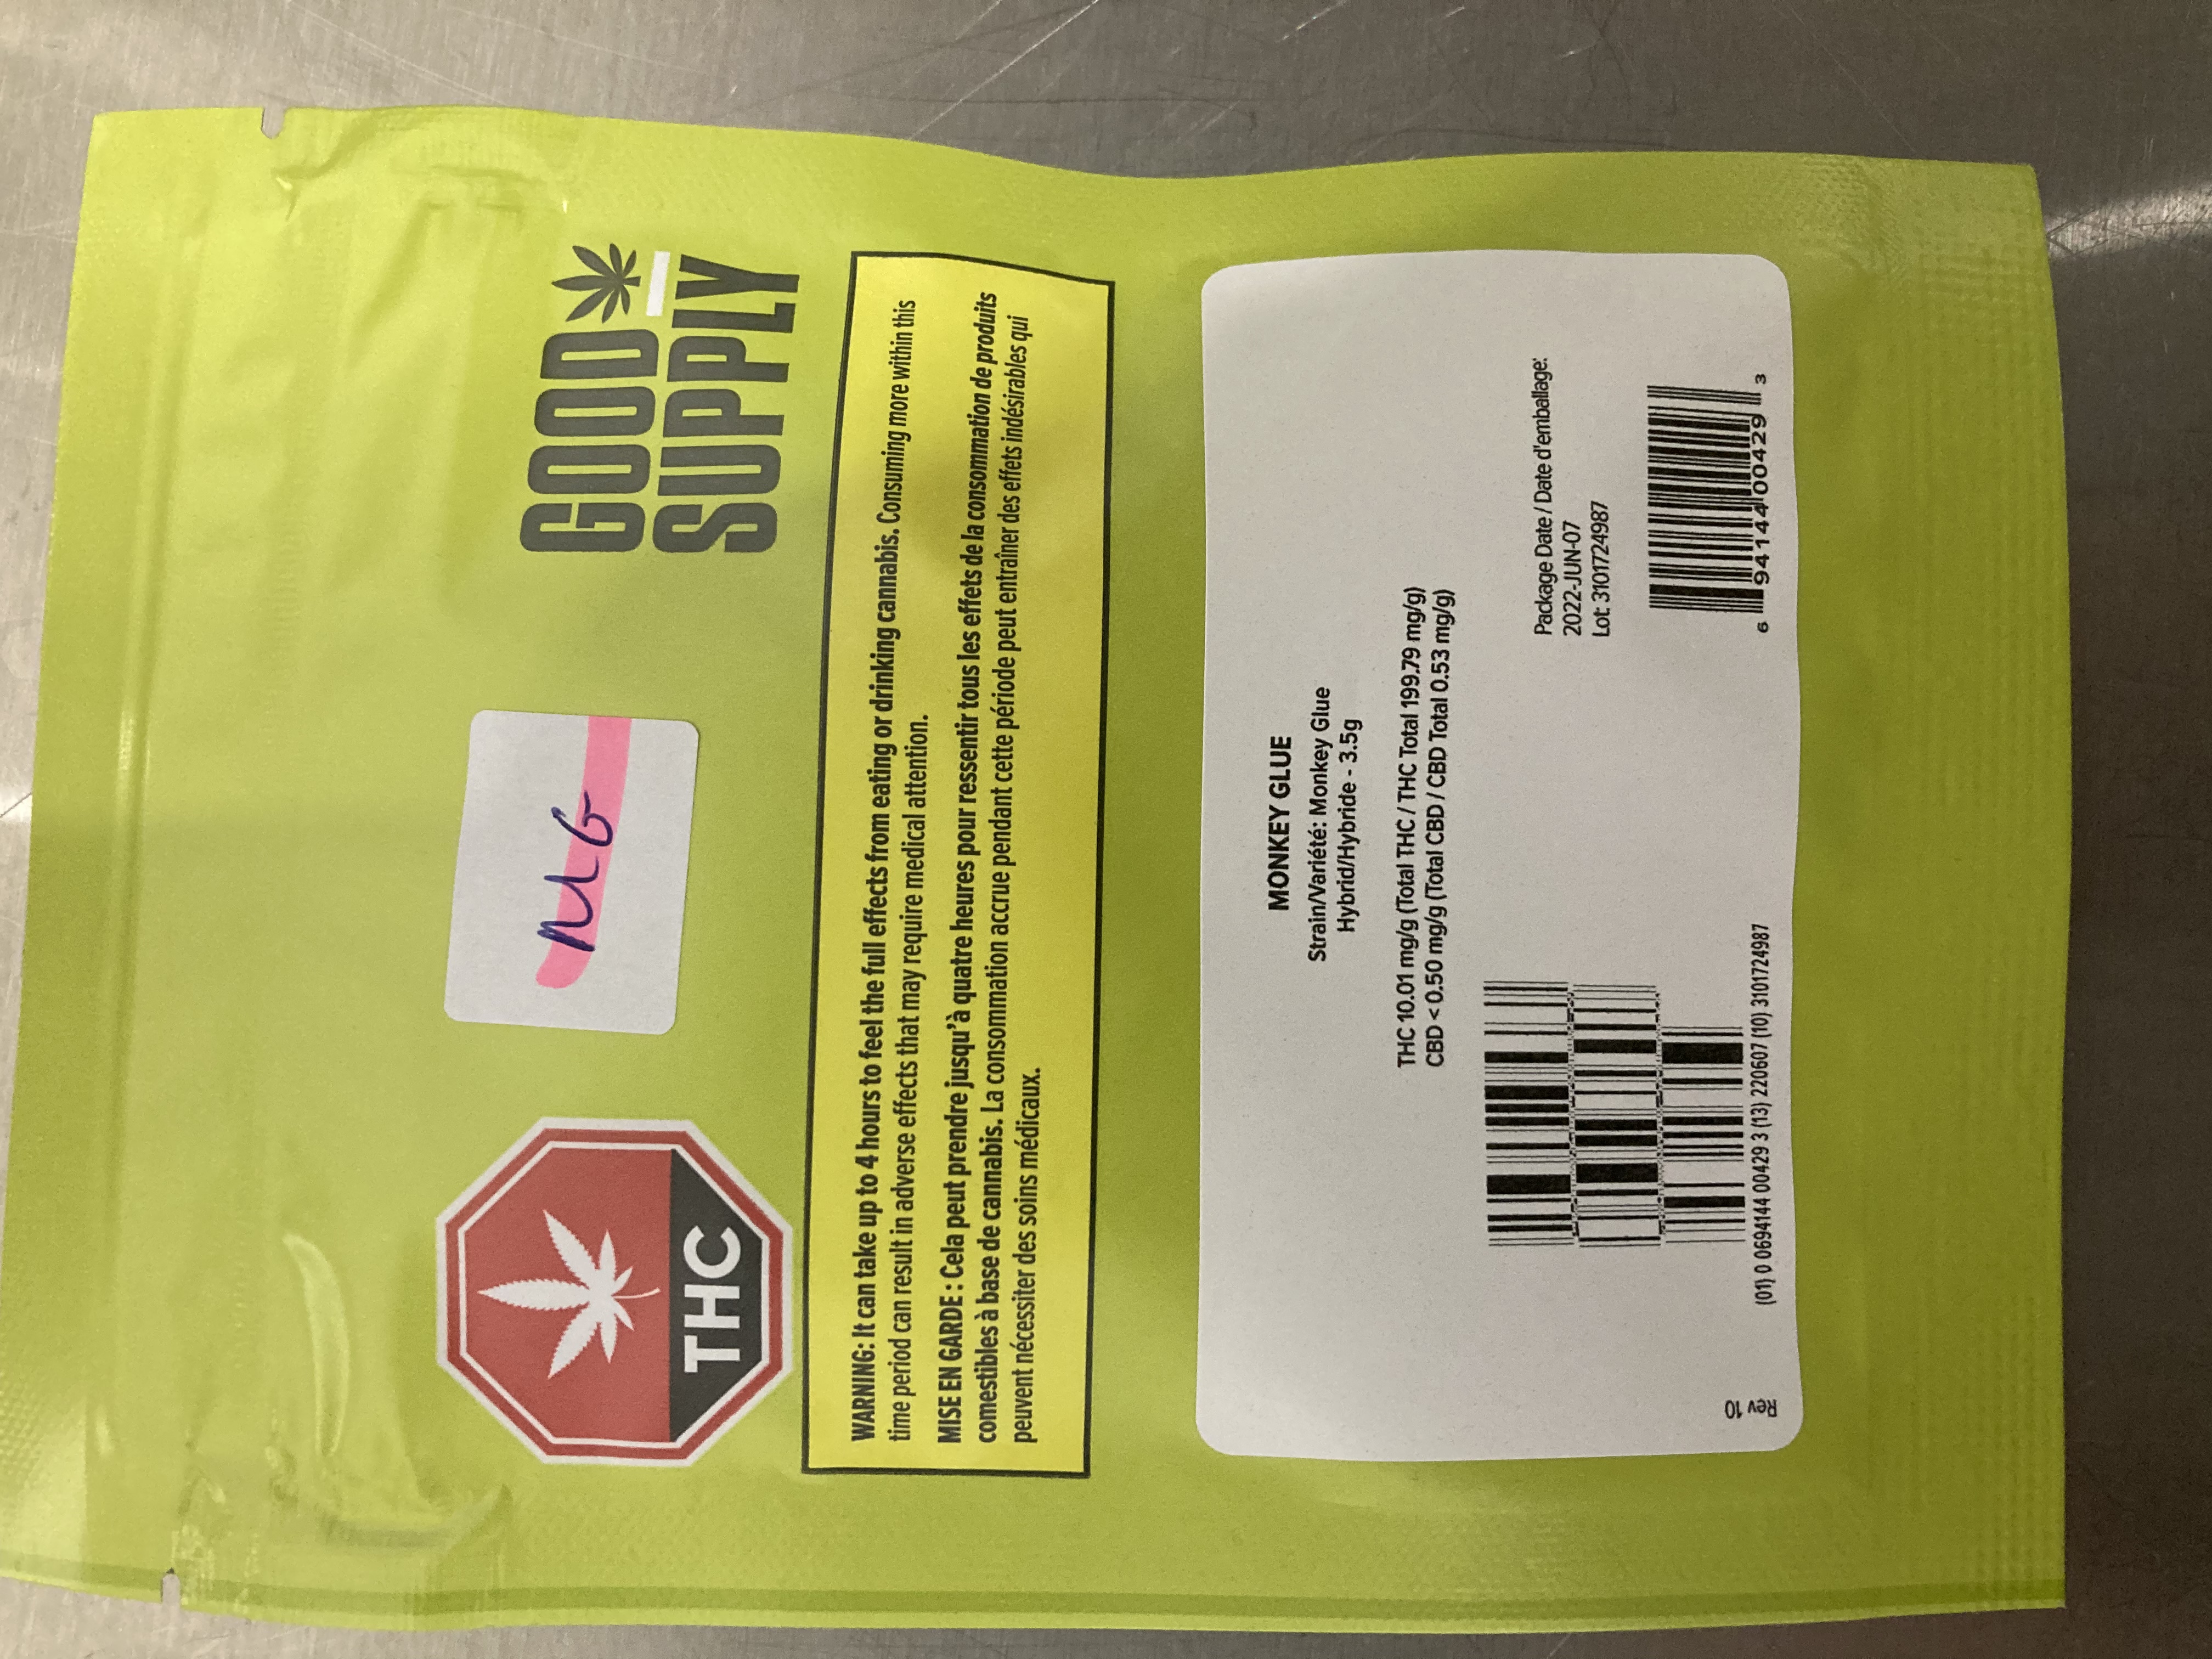 THC
MG
GOOD
SUPPLY
WARNING: It can take up to 4 hours to feel the full effects from eating or drinking cannabis. Consuming more within this
time period can result in adverse effects that may require medical attention.
MISE EN GARDE : Cela peut prendre jusqu'à quatre heures pour ressentir tous les effets de la consommation de produits
comestibles à base de cannabis. La consommation accrue pendant cette période peut entraîner des effets indésirables qui
peuvent nécessiter des soins médicaux.
MONKEY GLUE
Strain/Variété: Monkey Glue
Hybrid/Hybride - 3.5g
THC 10.01 mg/g (Total THC / THC Total 199.79 mg/g)
CBD < 0.50 mg/g (Total CBD / CBD Total 0.53 mg/g)
Package Date / Date d'emballage:
2022-JUN-07
Lot: 3101724987
Rev 10
(01) 0 0694144 00429 3 (13) 220607 (10) 3101724987
6 94144 00429 3